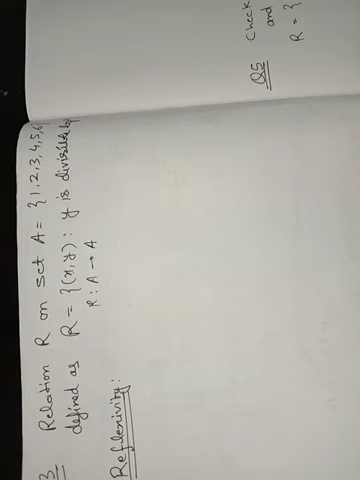 3 Relation R on set A = {1,2,3,4,5,6}
defined as R = {(x,y) : y is divisible by
R : A → A
Reflexivity:
Q5 Check
and
R = {